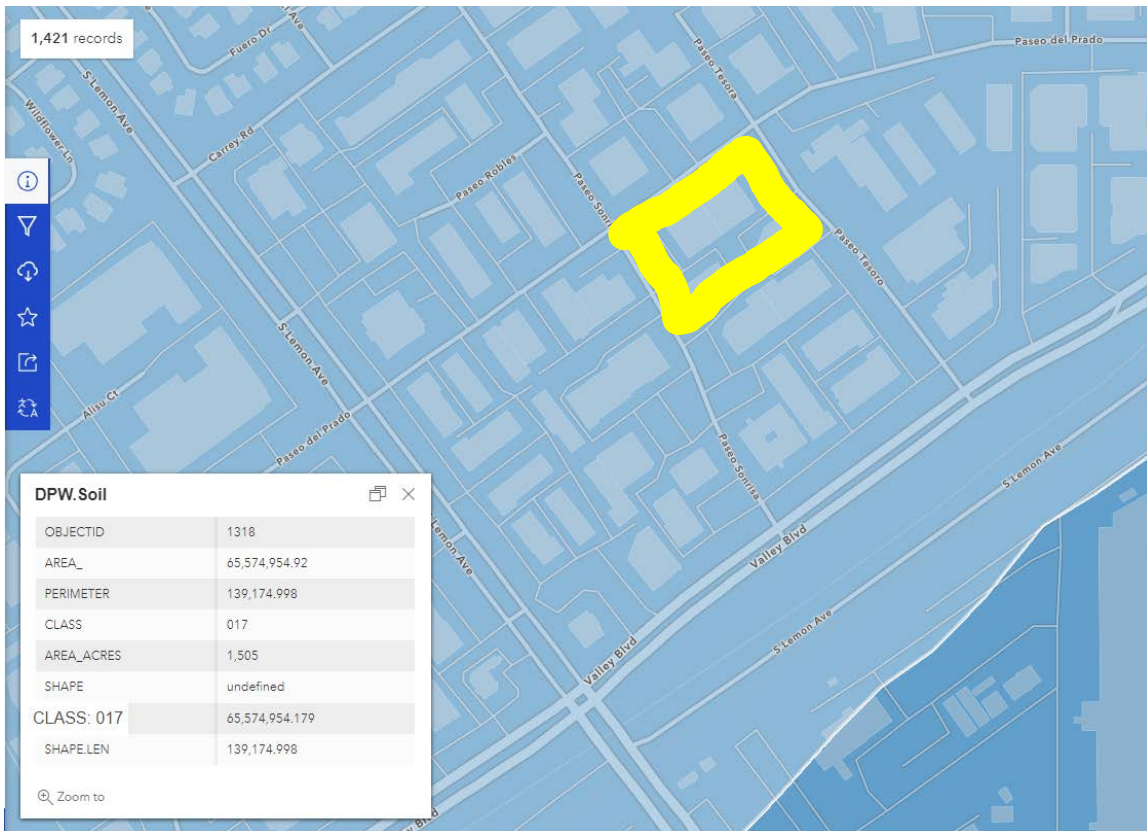 1,421 records
Fuero Dr
S Lemon Ave
Wildflower Ln
Carrey Rd
Paseo Robles
Paseo Tesora
Paseo del Prado
Paseo Sonri
Paseo Tesoro
S Lemon Ave
Alisu Ct
Paseo del Prado
Paseo Sonrisa
S Lemon Ave
Lemon Ave
Valley Blvd
S Lemon Ave
Valley Blvd
DPW.Soil
OBJECTID 1318
AREA_ 65,574,954.92
PERIMETER 139,174.998
CLASS 017
AREA_ACRES 1,505
SHAPE undefined
CLASS: 017 65,574,954.179
SHAPE.LEN 139,174.998
Zoom to